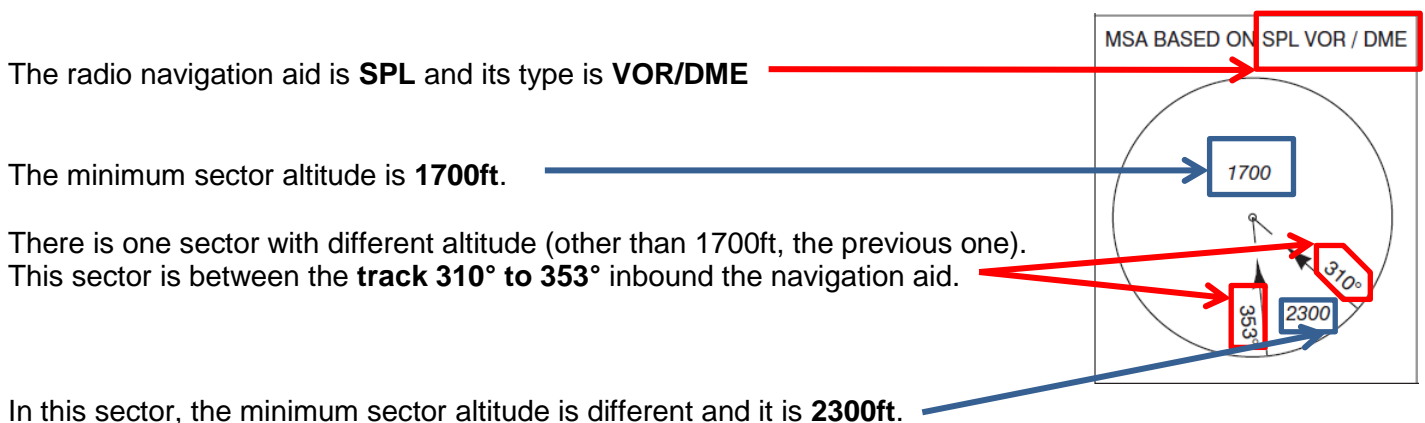 MSA BASED ON SPL VOR / DME
The radio navigation aid is SPL and its type is VOR/DME
The minimum sector altitude is 1700ft.
1700
There is one sector with different altitude (other than 1700ft, the previous one).
This sector is between the track 310° to 353° inbound the navigation aid.
310°
353°
2300
In this sector, the minimum sector altitude is different and it is 2300ft.